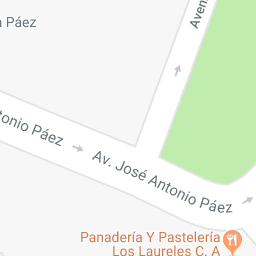 Páez
Aven
tonio Páez
Av. José Antonio Páez
Panadería Y Pastelería
Los Laureles C. A